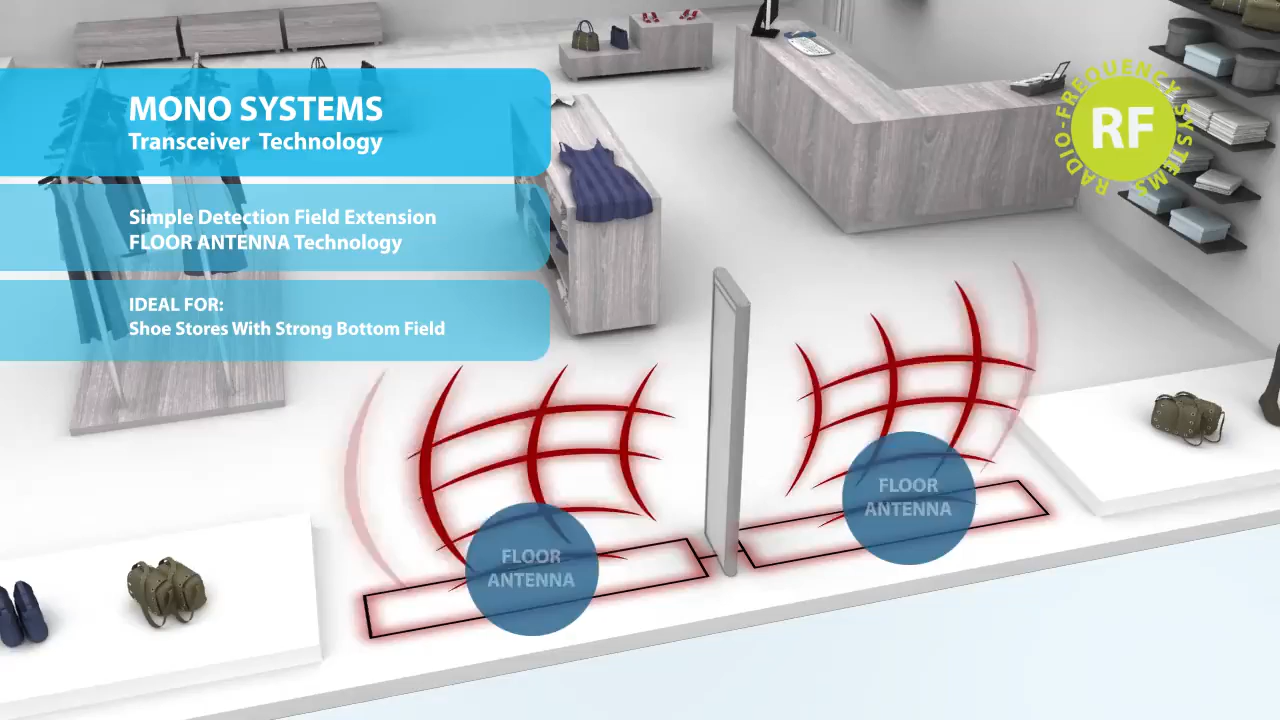 MONO SYSTEMS
Transceiver Technology
Simple Detection Field Extension
FLOOR ANTENNA Technology
IDEAL FOR:
Shoe Stores With Strong Bottom Field
RADIO-FREQUENCY SYSTEMS
RF
FLOOR
ANTENNA
FLOOR
ANTENNA